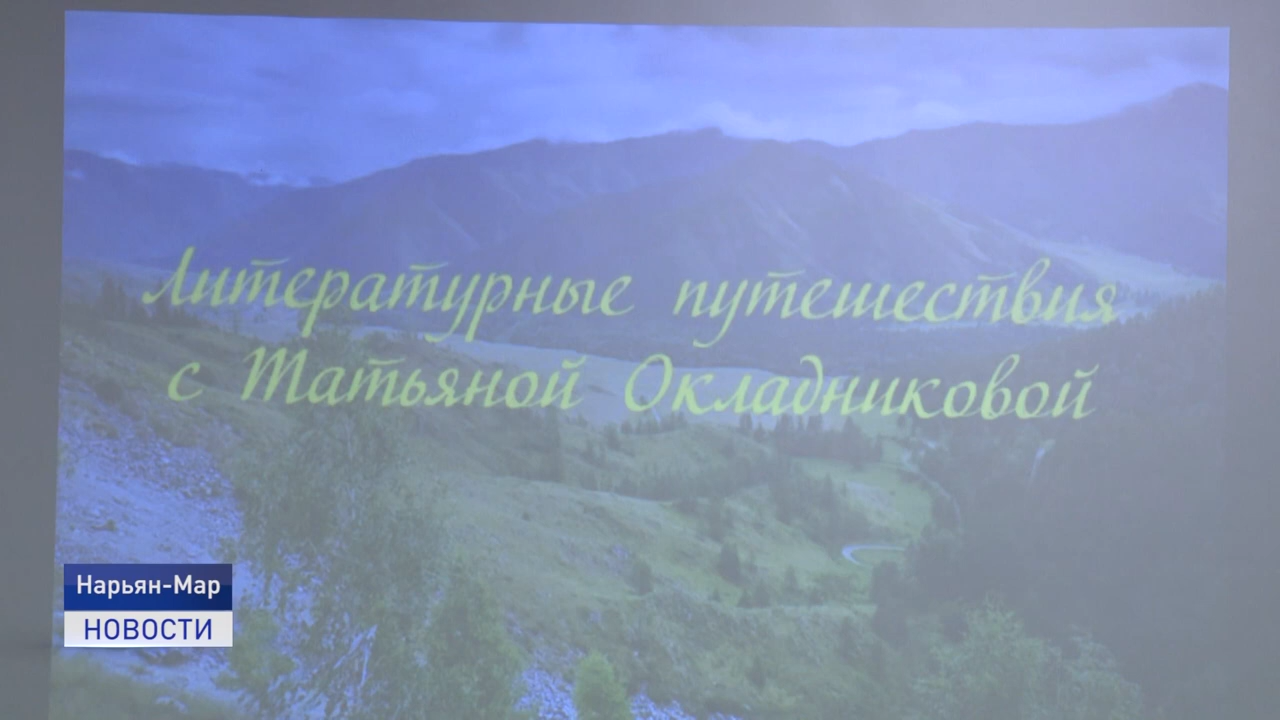 Литературные путешествия
с Татьяной Окладниковой
Нарьян-Мар
НОВОСТИ